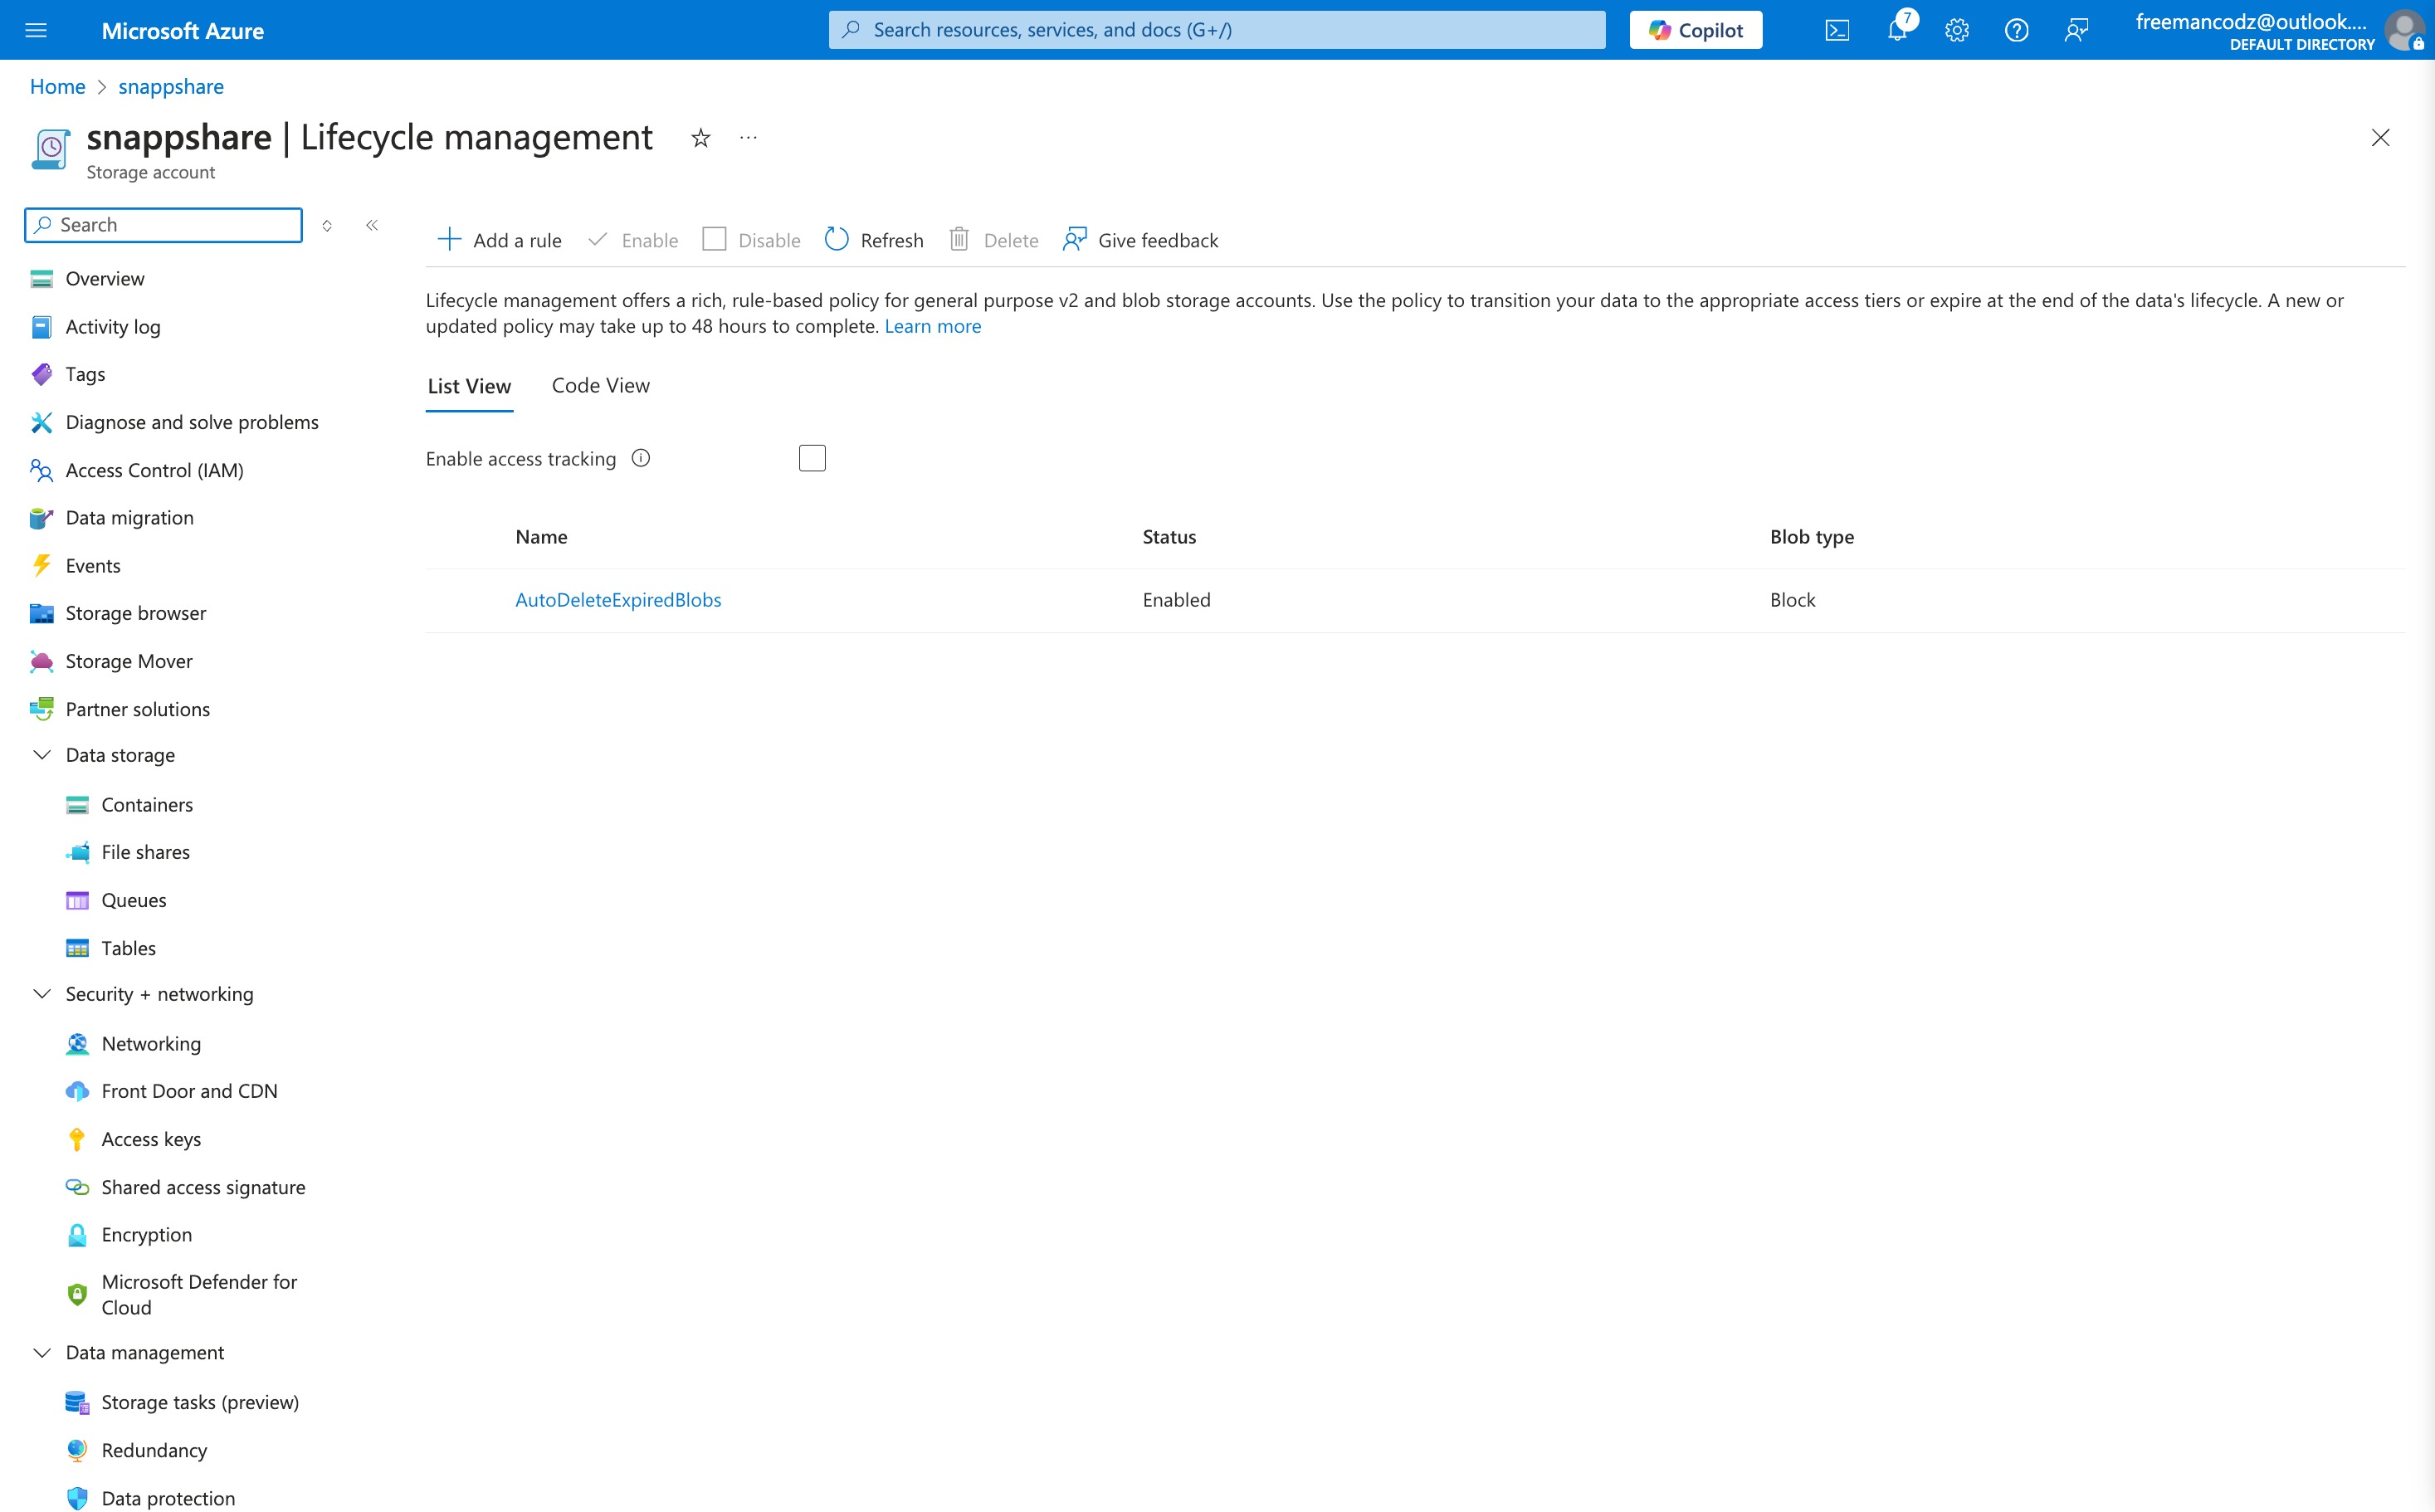 Microsoft Azure
Search resources, services, and docs (G+/)
Copilot
7
freemancodz@outlook....
DEFAULT DIRECTORY
Home > snappshare
snappshare | Lifecycle management
Storage account
Search
Add a rule
Enable
Disable
Refresh
Delete
Give feedback
Lifecycle management offers a rich, rule-based policy for general purpose v2 and blob storage accounts. Use the policy to transition your data to the appropriate access tiers or expire at the end of the data's lifecycle. A new or
updated policy may take up to 48 hours to complete. Learn more
List View
Code View
Enable access tracking
Name
Status
Blob type
AutoDeleteExpiredBlobs
Enabled
Block
Overview
Activity log
Tags
Diagnose and solve problems
Access Control (IAM)
Data migration
Events
Storage browser
Storage Mover
Partner solutions
Data storage
Containers
File shares
Queues
Tables
Security + networking
Networking
Front Door and CDN
Access keys
Shared access signature
Encryption
Microsoft Defender for
Cloud
Data management
Storage tasks (preview)
Redundancy
Data protection